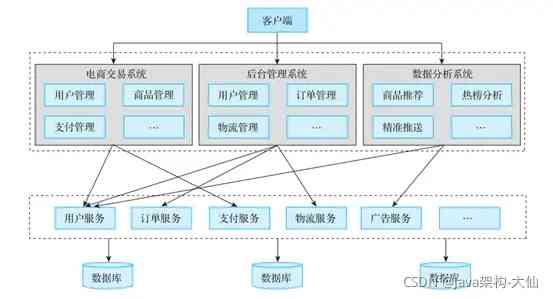 客户端
电商交易系统
后台管理系统
数据分析系统
用户管理
商品管理
用户管理
订单管理
商品推荐
热榜分析
支付管理
…
物流管理
…
精准推送
…
用户服务
订单服务
支付服务
物流服务
广告服务
…
数据库
数据库
数据库
CSDN @java架构-大仙